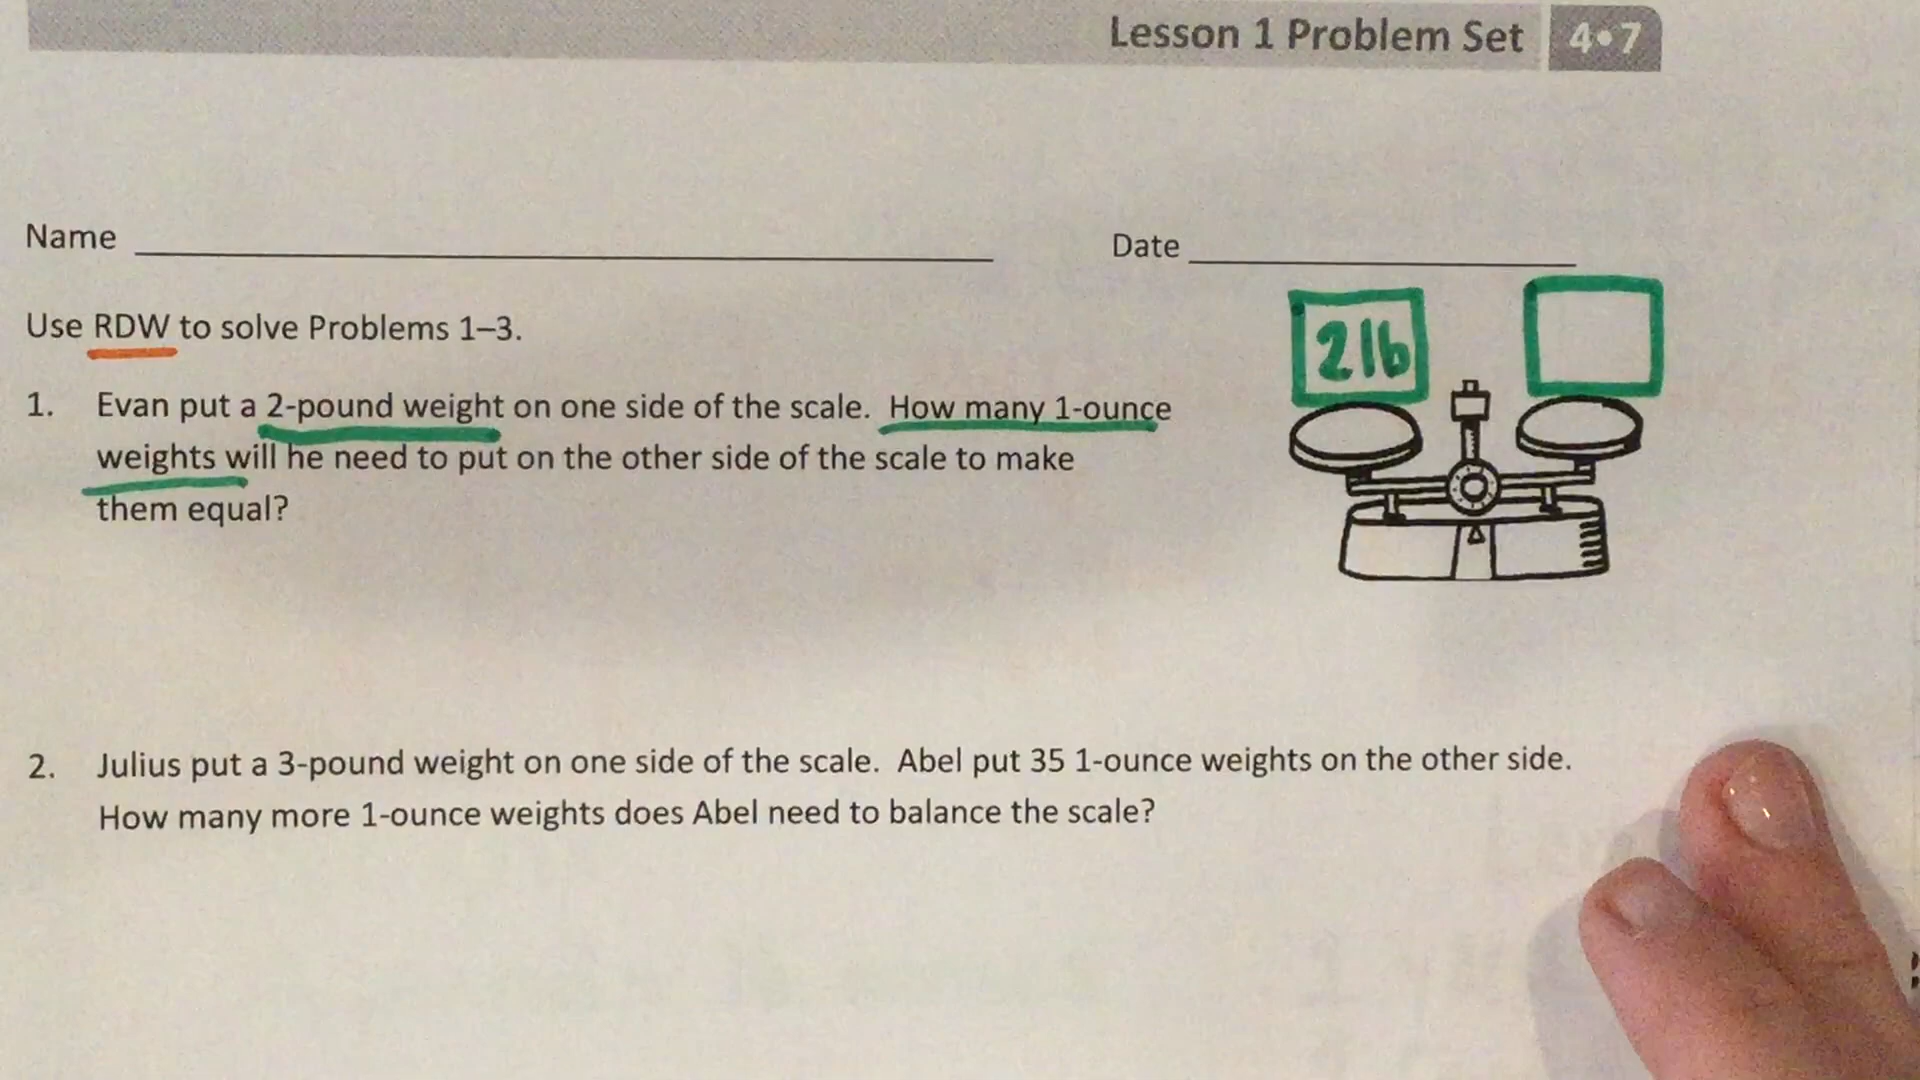 Lesson 1 Problem Set 4•7
Name Date
Use RDW to solve Problems 1–3.
2lb
1. Evan put a 2-pound weight on one side of the scale. How many 1-ounce
weights will he need to put on the other side of the scale to make
them equal?
2. Julius put a 3-pound weight on one side of the scale. Abel put 35 1-ounce weights on the other side.
How many more 1-ounce weights does Abel need to balance the scale?